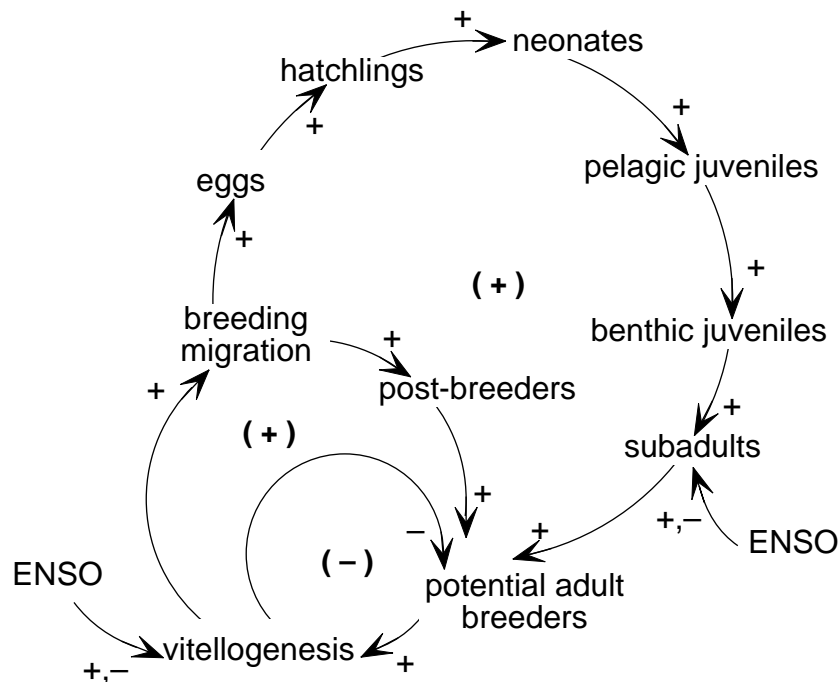 +
neonates
hatchlings
+
+
pelagic juveniles
eggs
+
+
(+)
breeding
migration
benthic juveniles
+
post-breeders
+
+
(+)
subadults
+
–
+
+,–
ENSO
(–)
ENSO
potential adult
breeders
vitellogenesis
+
+,–